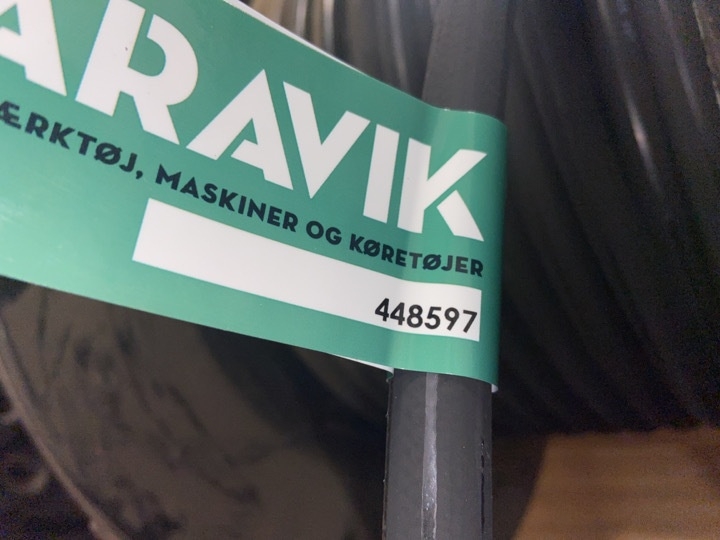 ARAVIK
ÆRKTØJ, MASKINER OG KØRETØJER
448597